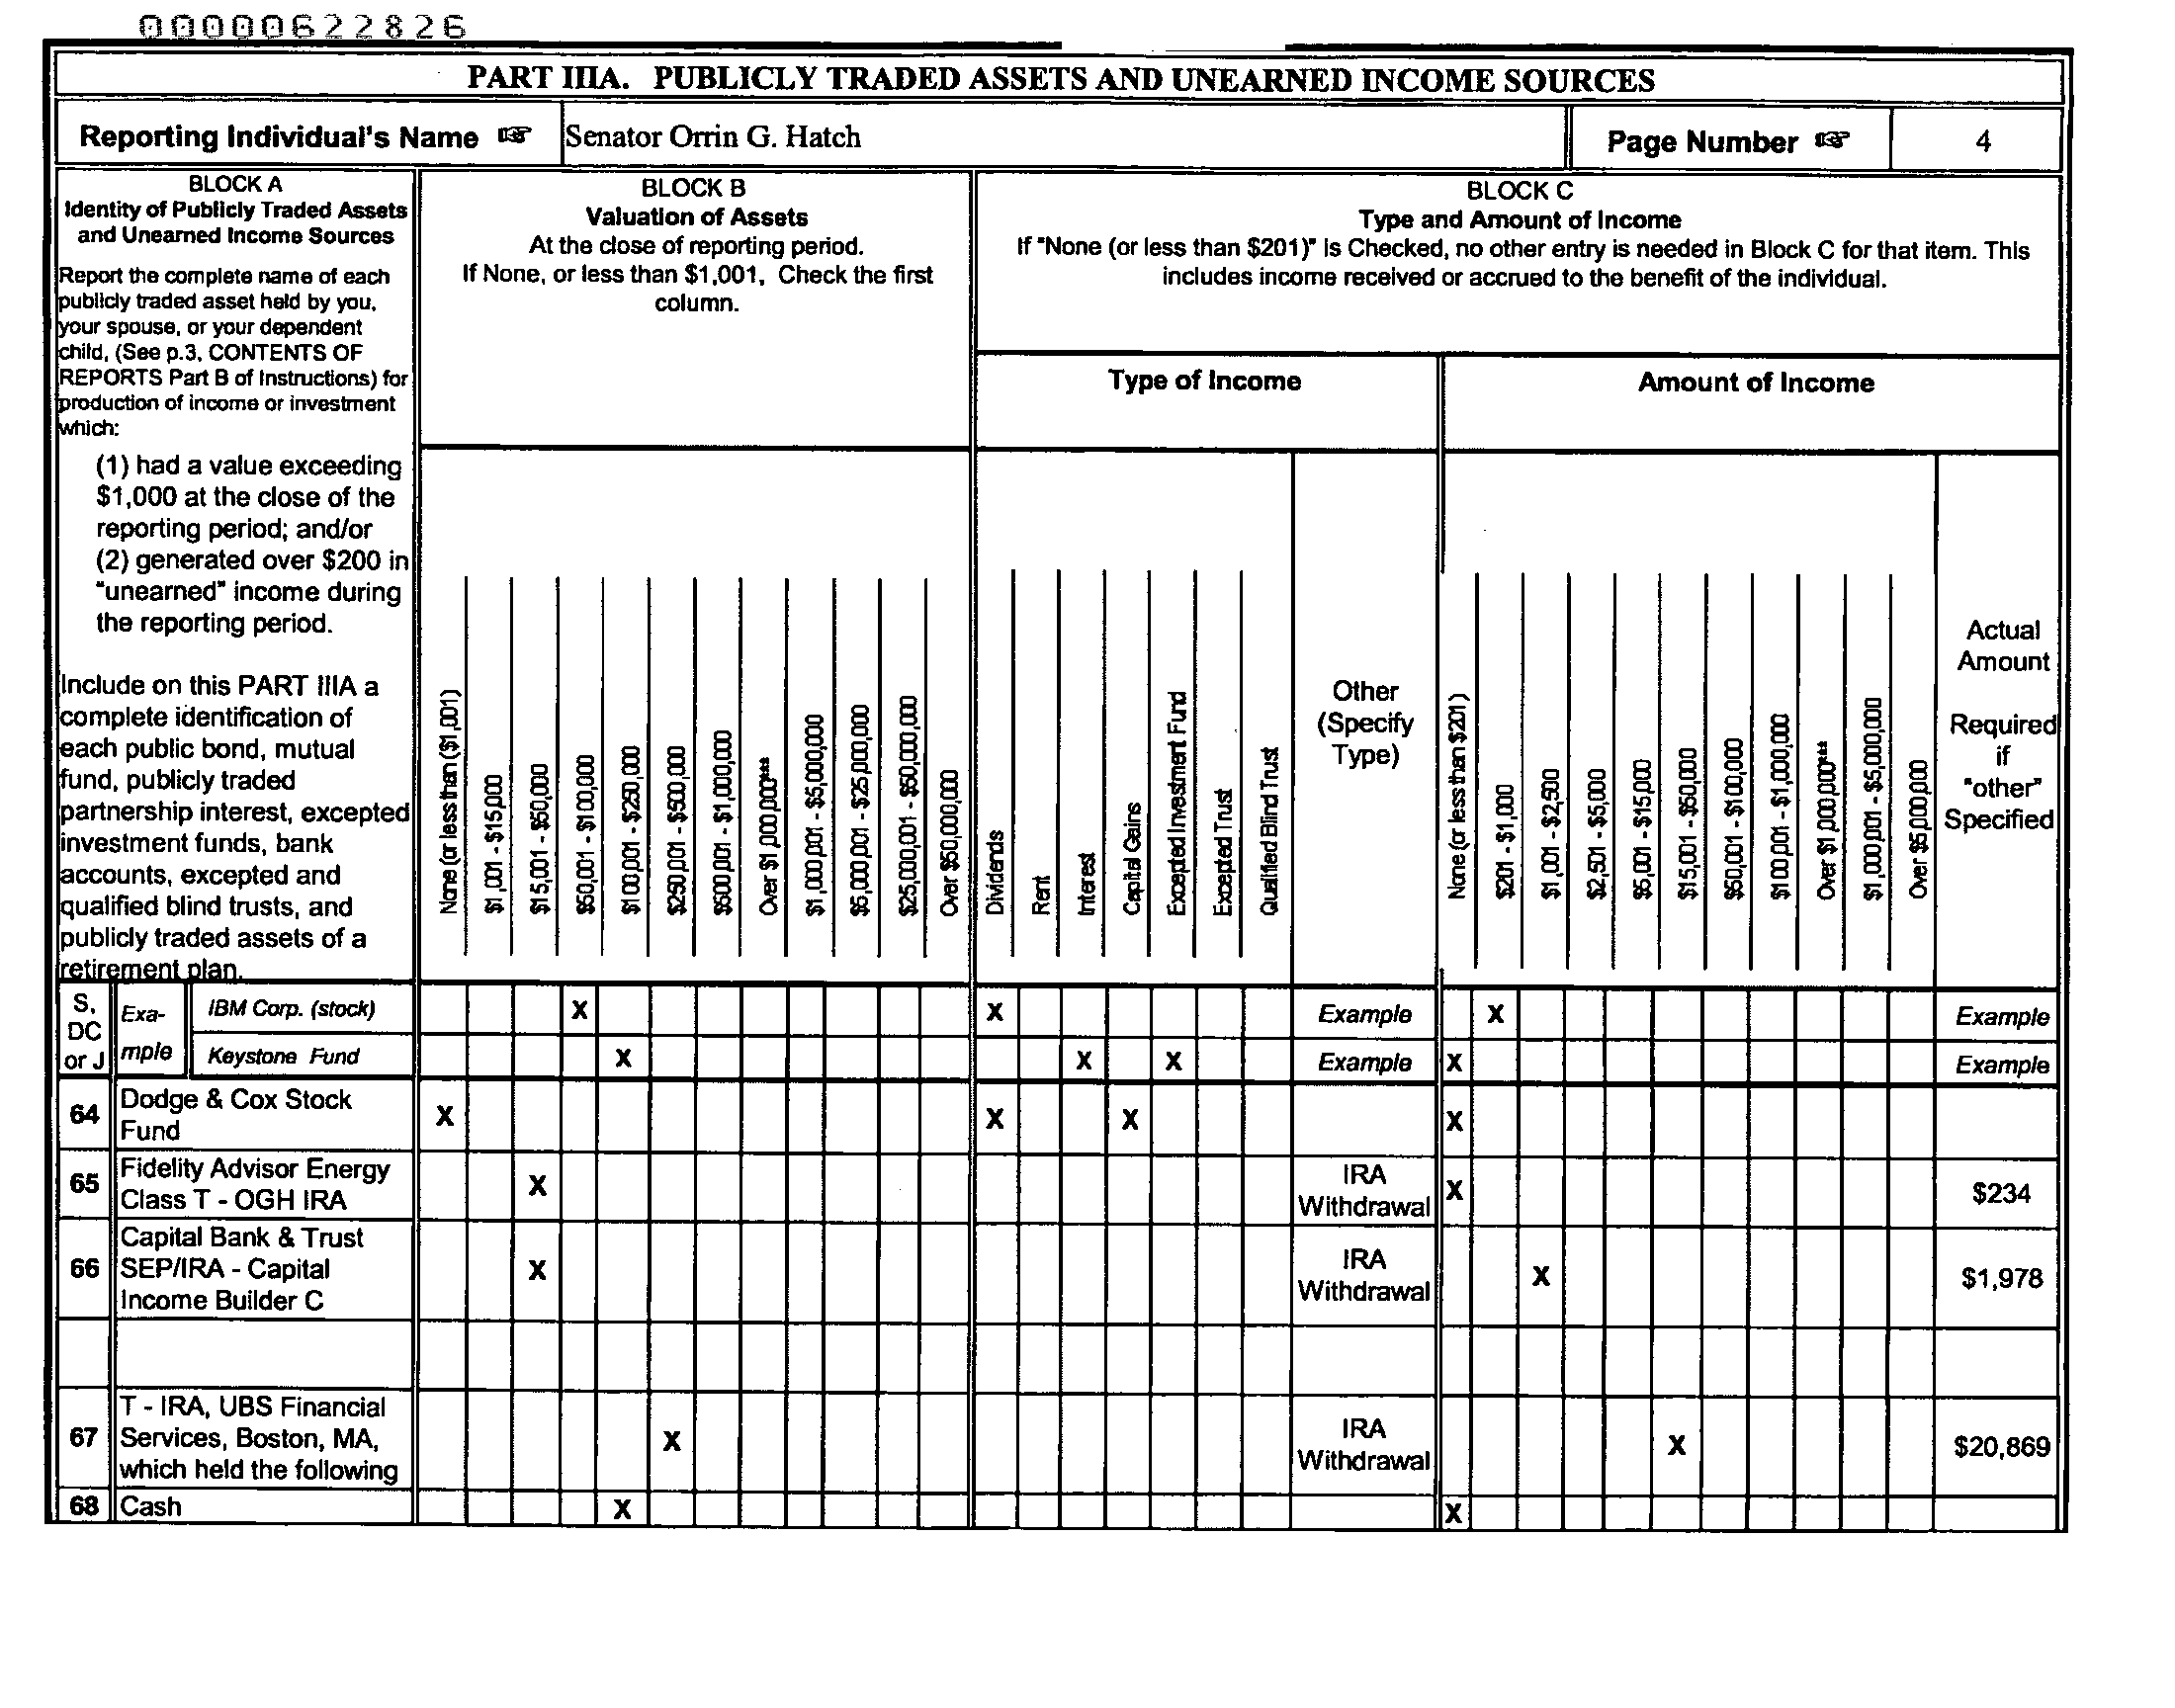 00000622826
PART IIIA. PUBLICLY TRADED ASSETS AND UNEARNED INCOME SOURCES
Reporting Individual's Name ☞ Senator Orrin G. Hatch Page Number ☞ 4
BLOCK A
Identity of Publicly Traded Assets
and Unearned Income Sources
Report the complete name of each
publicly traded asset held by you,
your spouse, or your dependent
child, (See p.3, CONTENTS OF
REPORTS Part B of Instructions) for
production of income or investment
which:
(1) had a value exceeding
$1,000 at the close of the
reporting period; and/or
(2) generated over $200 in
"unearned" income during
the reporting period.
Include on this PART IIIA a
complete identification of
each public bond, mutual
fund, publicly traded
partnership interest, excepted
investment funds, bank
accounts, excepted and
qualified blind trusts, and
publicly traded assets of a
retirement plan.
BLOCK B
Valuation of Assets
At the close of reporting period.
If None, or less than $1,001, Check the first
column.
BLOCK C
Type and Amount of Income
If "None (or less than $201)" is Checked, no other entry is needed in Block C for that item. This
includes income received or accrued to the benefit of the individual.
Type of Income
Amount of Income
None (or less than ($1,001)
$1,001 - $15,000
$15,001 - $50,000
$50,001 - $100,000
$100,001 - $250,000
$250,001 - $500,000
$500,001 - $1,000,000
Over $1,000,000***
$1,000,001 - $5,000,000
$5,000,001 - $25,000,000
$25,000,001 - $50,000,000
Over $50,000,000
Dividends
Rent
Interest
Capital Gains
Excepted Investment Fund
Excepted Trust
Qualified Blind Trust
Other
(Specify
Type)
None (or less than $201)
$201 - $1,000
$1,001 - $2,500
$2,501 - $5,000
$5,001 - $15,000
$15,001 - $50,000
$50,001 - $100,000
$100,001 - $1,000,000
Over $1,000,000***
$1,000,001 - $5,000,000
Over $5,000,000
Actual
Amount
Required
if
"other"
Specified
S,
DC
or J
Exa-
mple
IBM Corp. (stock) X X Example X Example
Keystone Fund X X X Example X Example
64 Dodge & Cox Stock
Fund X X X X
65 Fidelity Advisor Energy
Class T - OGH IRA X IRA
Withdrawal X $234
66 Capital Bank & Trust
SEP/IRA - Capital
Income Builder C X IRA
Withdrawal X $1,978
67 T - IRA, UBS Financial
Services, Boston, MA,
which held the following X IRA
Withdrawal X $20,869
68 Cash X X